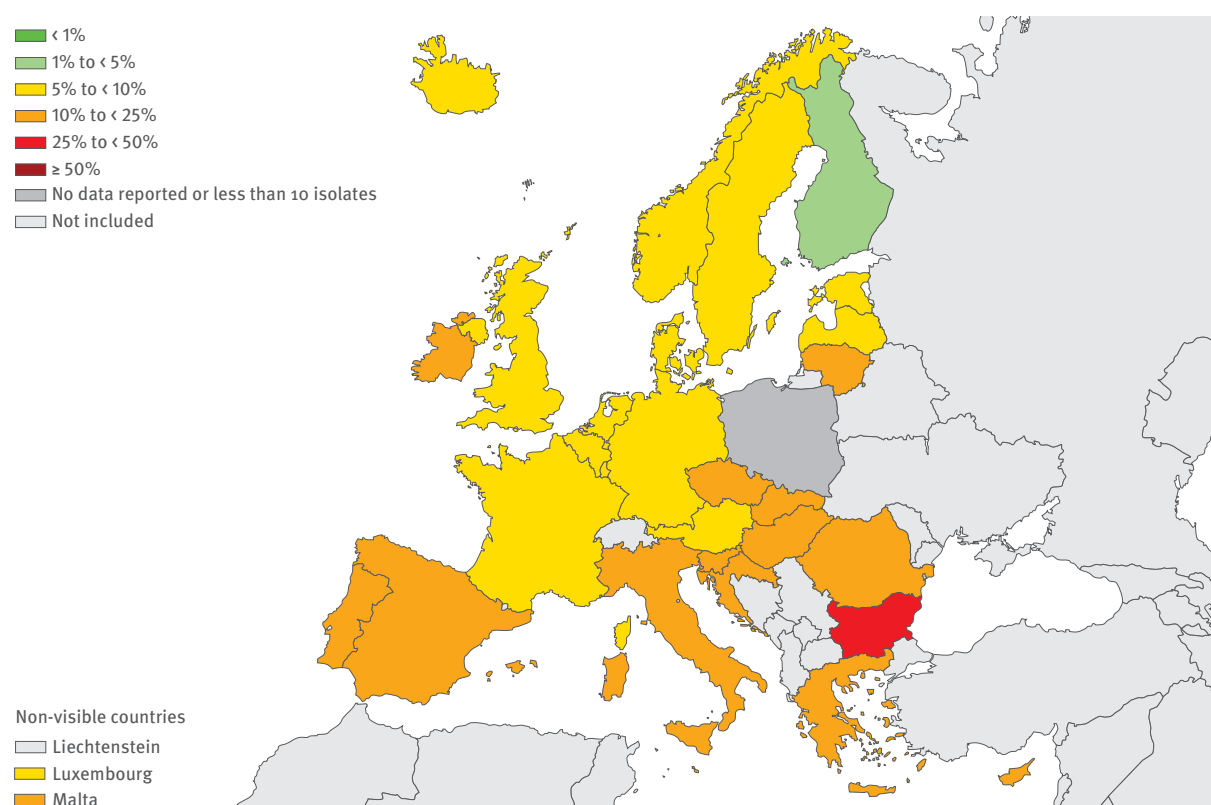 < 1%
1% to < 5%
5% to < 10%
10% to < 25%
25% to < 50%
≥ 50%
No data reported or less than 10 isolates
Not included
Non-visible countries
Liechtenstein
Luxembourg
Malta